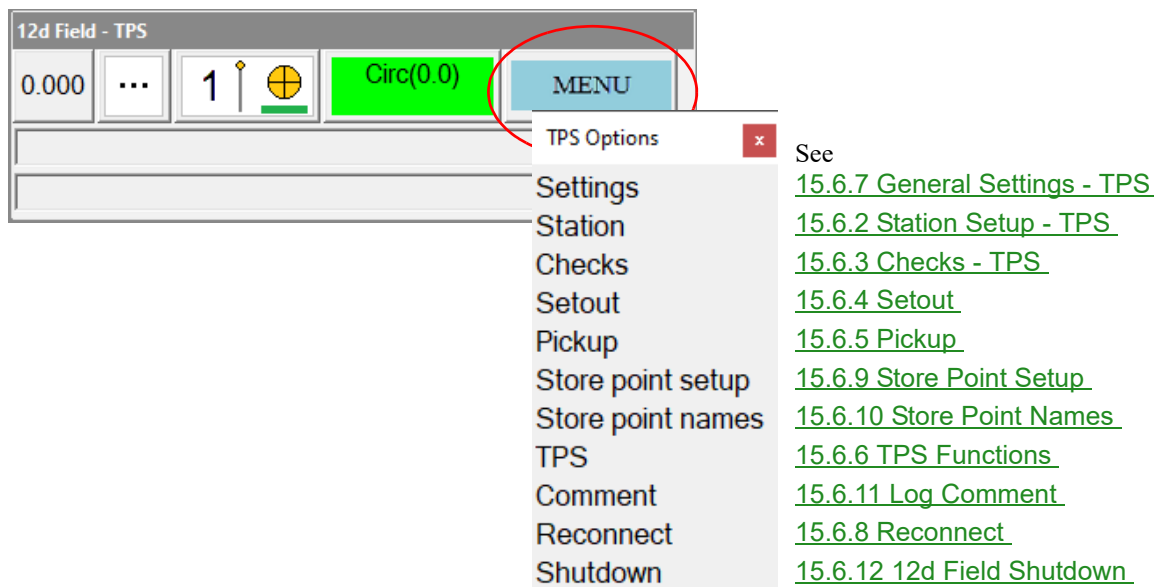 12d Field - TPS
0.000 ... 1 Circ(0.0) MENU
TPS Options x
See
Settings 15.6.7 General Settings - TPS
Station 15.6.2 Station Setup - TPS
Checks 15.6.3 Checks - TPS
Setout 15.6.4 Setout
Pickup 15.6.5 Pickup
Store point setup 15.6.9 Store Point Setup
Store point names 15.6.10 Store Point Names
TPS 15.6.6 TPS Functions
Comment 15.6.11 Log Comment
Reconnect 15.6.8 Reconnect
Shutdown 15.6.12 12d Field Shutdown